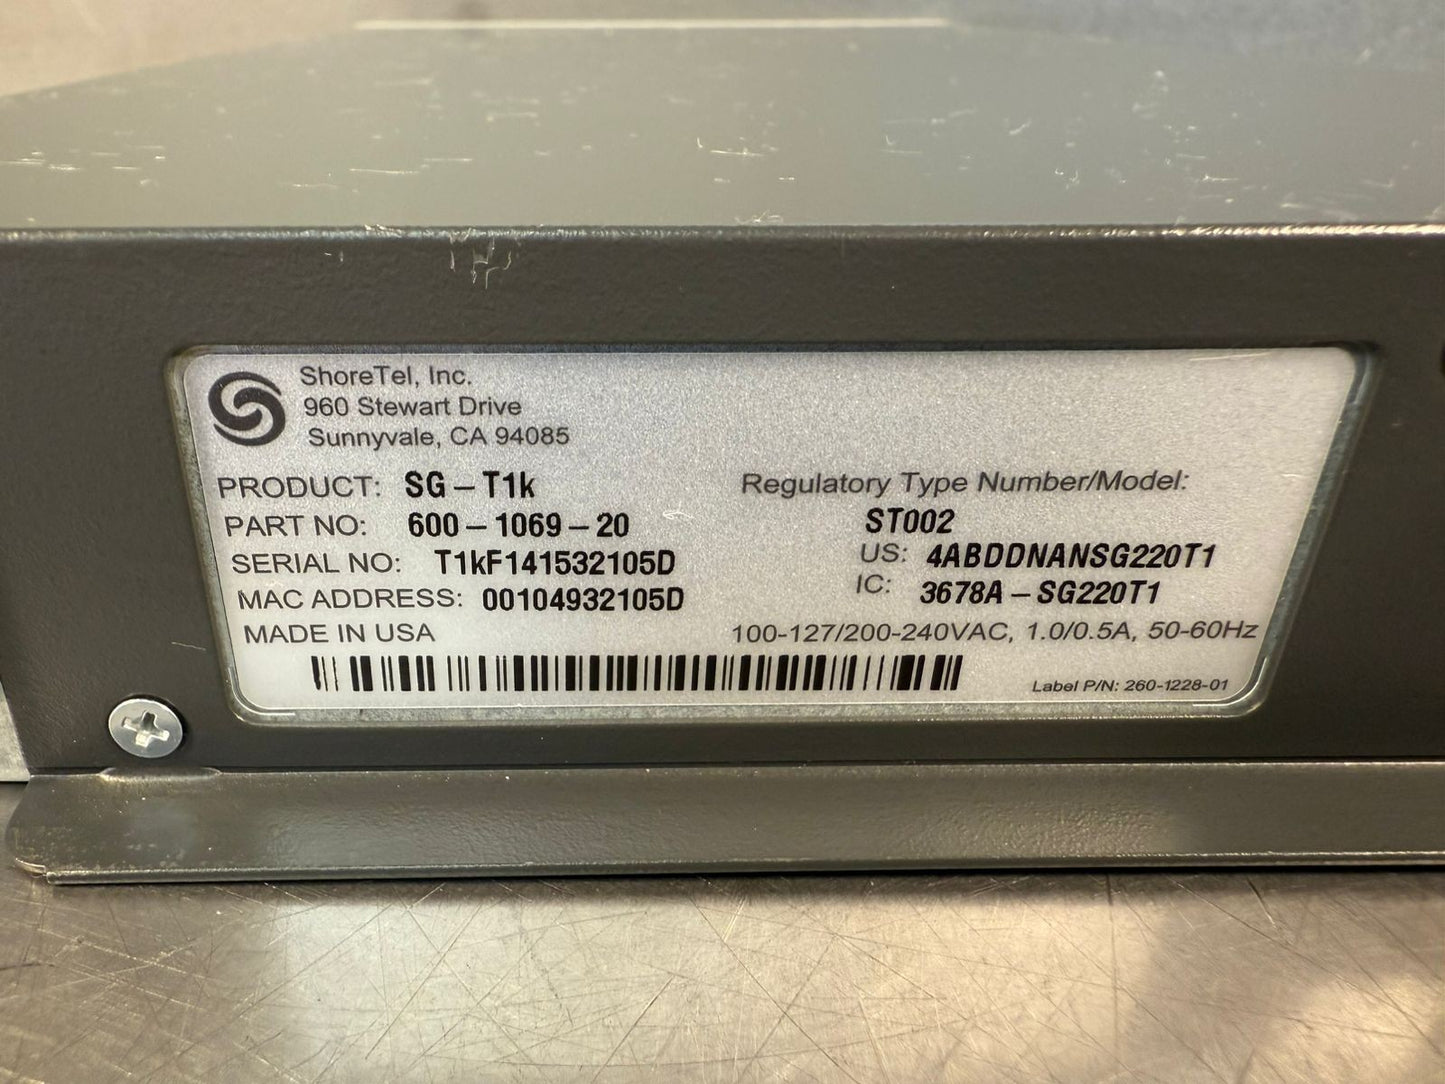 ShoreTel, Inc.
960 Stewart Drive
Sunnyvale, CA 94085
PRODUCT: SG-T1k
PART NO: 600-1069-20
SERIAL NO: T1kF141532105D
MAC ADDRESS: 00104932105D
MADE IN USA
Regulatory Type Number/Model:
ST002
US: 4ABDDNANSG220T1
IC: 3678A-SG220T1
100-127/200-240VAC, 1.0/0.5A, 50-60Hz
Label P/N: 260-1228-01